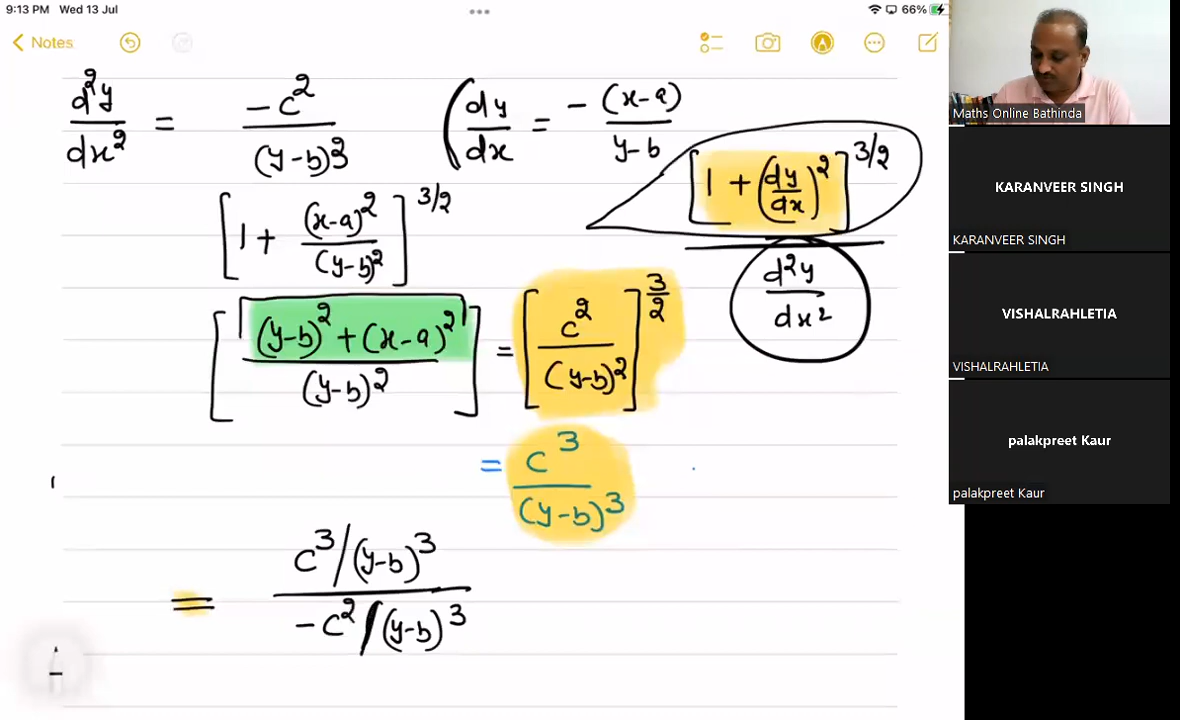 9:13 PM Wed 13 Jul
66%
Notes
d²y/dx² = -c²/(y-b)³ (dy/dx = -(x-a)/y-b
[1 + (dy/dx)²]^3/2
d²y/dx²
[1 + (x-a)²/(y-b)²]^3/2
[(y-b)² + (x-a)²/(y-b)²] = [c²/(y-b)²]^3/2
= c³/(y-b)³
= c³/(y-b)³
-c²/(y-b)³
Maths Online Bathinda
KARANVEER SINGH
KARANVEER SINGH
VISHALRAHLETIA
VISHALRAHLETIA
palakpreet Kaur
palakpreet Kaur